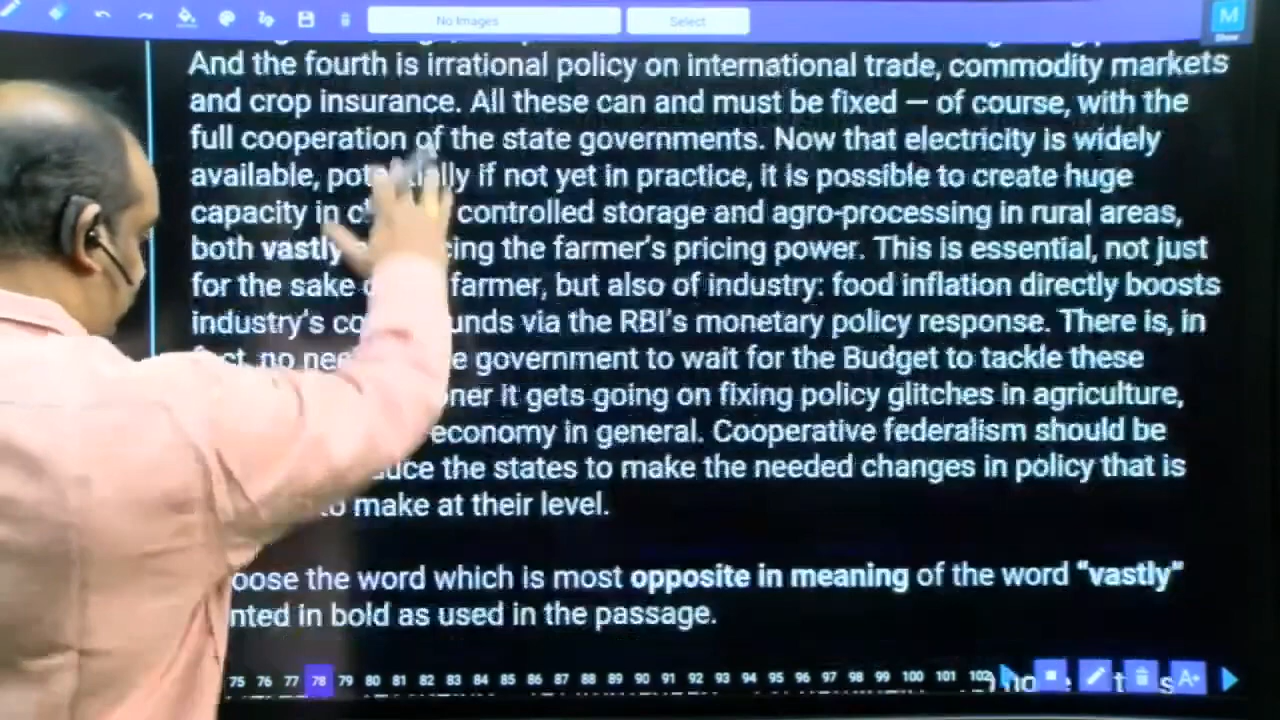 No Images Select M
Show
And the fourth is irrational policy on international trade, commodity markets
and crop insurance. All these can and must be fixed — of course, with the
full cooperation of the state governments. Now that electricity is widely
available, if not yet in practice, it is possible to create huge
capacity in controlled storage and agro-processing in rural areas,
both vastly the farmer's pricing power. This is essential, not just
for the sake farmer, but also of industry: food inflation directly boosts
industry's via the RBI's monetary policy response. There is, in
no government to wait for the Budget to tackle these
it gets going on fixing policy glitches in agriculture,
economy in general. Cooperative federalism should be
the states to make the needed changes in policy that is
to make at their level.
the word which is most opposite in meaning of the word "vastly"
in bold as used in the passage.
75 76 77 78 79 80 81 82 83 84 85 86 87 88 89 90 91 92 93 94 95 96 97 98 99 100 101 102 A+